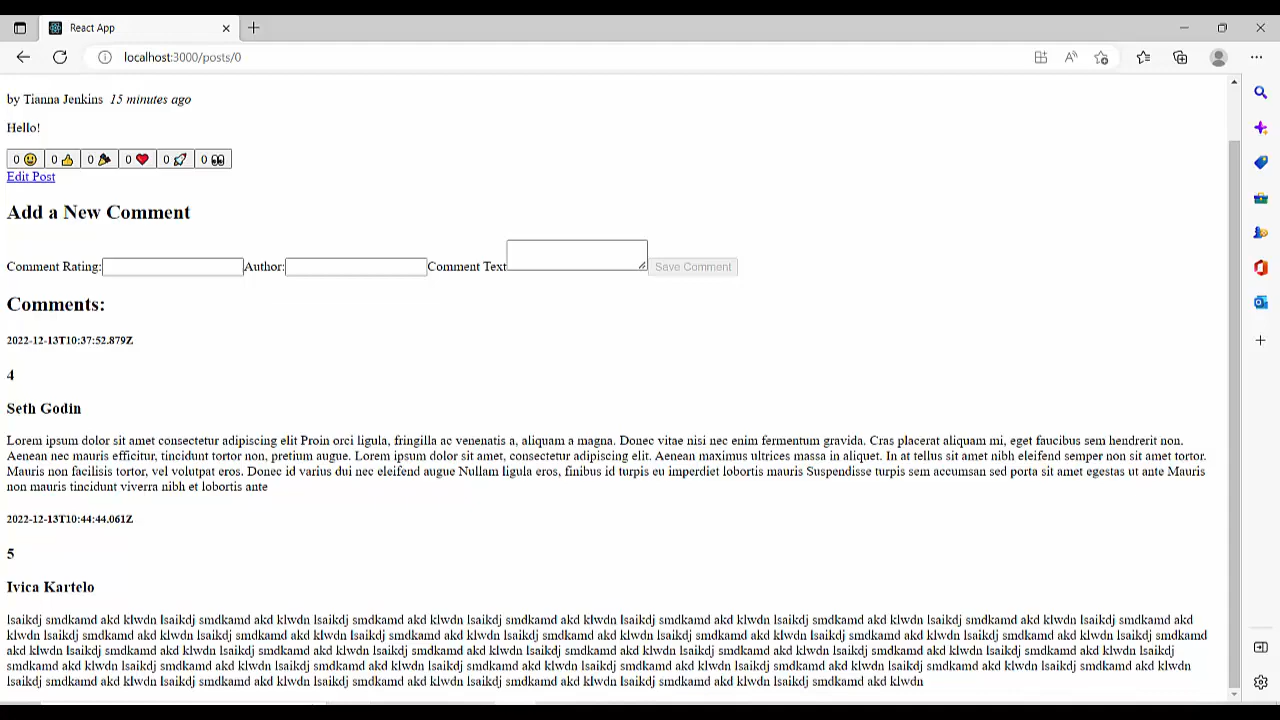 React App
localhost:3000/posts/0
by Tianna Jenkins 15 minutes ago
Hello!
0 0 0 0 0 0
Edit Post
Add a New Comment
Comment Rating: Author: Comment Text Save Comment
Comments:
2022-12-13T10:37:52.879Z
4
Seth Godin
Lorem ipsum dolor sit amet consectetur adipiscing elit Proin orci ligula, fringilla ac venenatis a, aliquam a magna. Donec vitae nisi nec enim fermentum gravida. Cras placerat aliquam mi, eget faucibus sem hendrerit non.
Aenean nec mauris efficitur, tincidunt tortor non, pretium augue. Lorem ipsum dolor sit amet, consectetur adipiscing elit. Aenean maximus ultrices massa in aliquet. In at tellus sit amet nibh eleifend semper non sit amet tortor.
Mauris non facilisis tortor, vel volutpat eros. Donec id varius dui nec eleifend augue Nullam ligula eros, finibus id turpis eu imperdiet lobortis mauris Suspendisse turpis sem accumsan sed porta sit amet egestas ut ante Mauris
non mauris tincidunt viverra nibh et lobortis ante
2022-12-13T10:44:44.061Z
5
Ivica Kartelo
lsaikdj smdkamd akd klwdn lsaikdj smdkamd akd klwdn lsaikdj smdkamd akd klwdn lsaikdj smdkamd akd klwdn lsaikdj smdkamd akd klwdn lsaikdj smdkamd akd klwdn lsaikdj smdkamd akd klwdn lsaikdj smdkamd akd
klwdn lsaikdj smdkamd akd klwdn lsaikdj smdkamd akd klwdn lsaikdj smdkamd akd klwdn lsaikdj smdkamd akd klwdn lsaikdj smdkamd akd klwdn lsaikdj smdkamd akd klwdn lsaikdj smdkamd akd klwdn lsaikdj smdkamd
akd klwdn lsaikdj smdkamd akd klwdn lsaikdj smdkamd akd klwdn lsaikdj smdkamd akd klwdn lsaikdj smdkamd akd klwdn lsaikdj smdkamd akd klwdn lsaikdj smdkamd akd klwdn lsaikdj smdkamd akd klwdn lsaikdj
smdkamd akd klwdn lsaikdj smdkamd akd klwdn lsaikdj smdkamd akd klwdn lsaikdj smdkamd akd klwdn lsaikdj smdkamd akd klwdn lsaikdj smdkamd akd klwdn lsaikdj smdkamd akd klwdn lsaikdj smdkamd akd klwdn
lsaikdj smdkamd akd klwdn lsaikdj smdkamd akd klwdn lsaikdj smdkamd akd klwdn lsaikdj smdkamd akd klwdn lsaikdj smdkamd akd klwdn lsaikdj smdkamd akd klwdn